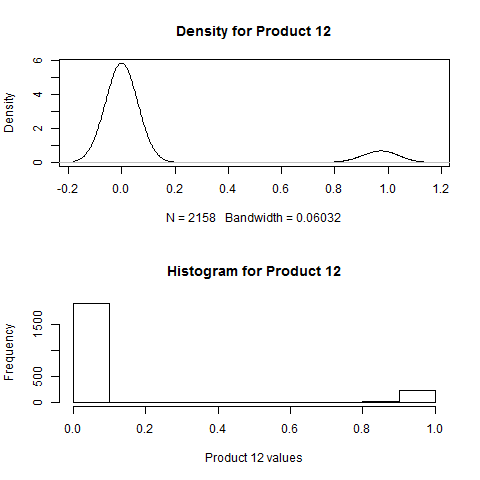 Density for Product 12
Density
0 2 4 6
-0.2 0.0 0.2 0.4 0.6 0.8 1.0 1.2
N = 2158 Bandwidth = 0.06032
Histogram for Product 12
Frequency
0 500 1500
0.0 0.2 0.4 0.6 0.8 1.0
Product 12 values